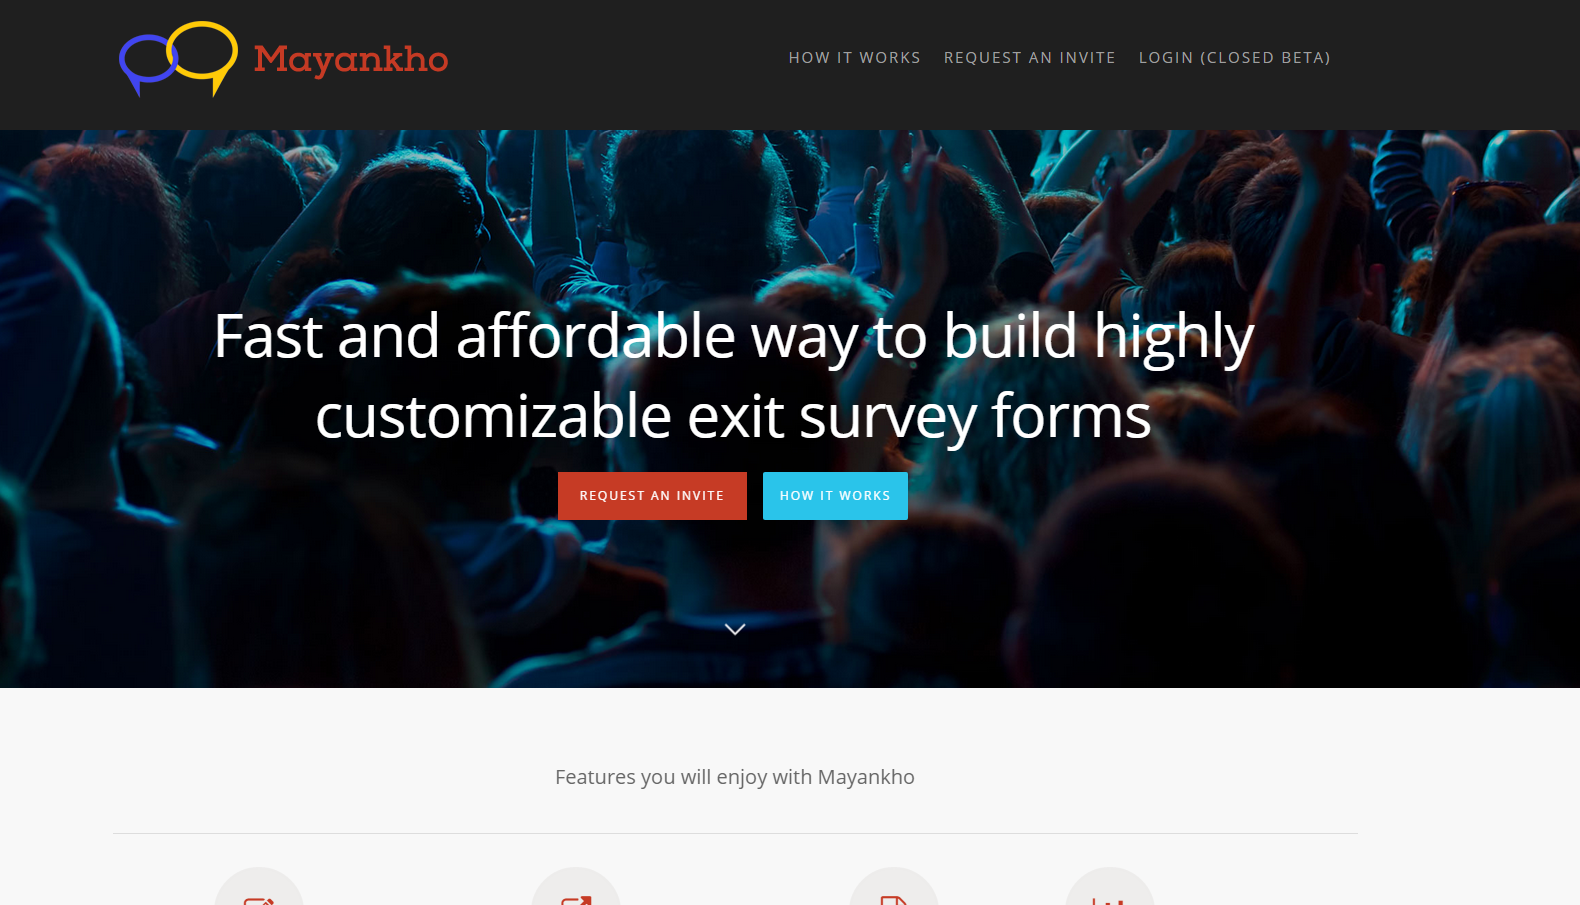 Mayankho
HOW IT WORKS
REQUEST AN INVITE
LOGIN (CLOSED BETA)
Fast and affordable way to build highly
customizable exit survey forms
REQUEST AN INVITE
HOW IT WORKS
Features you will enjoy with Mayankho